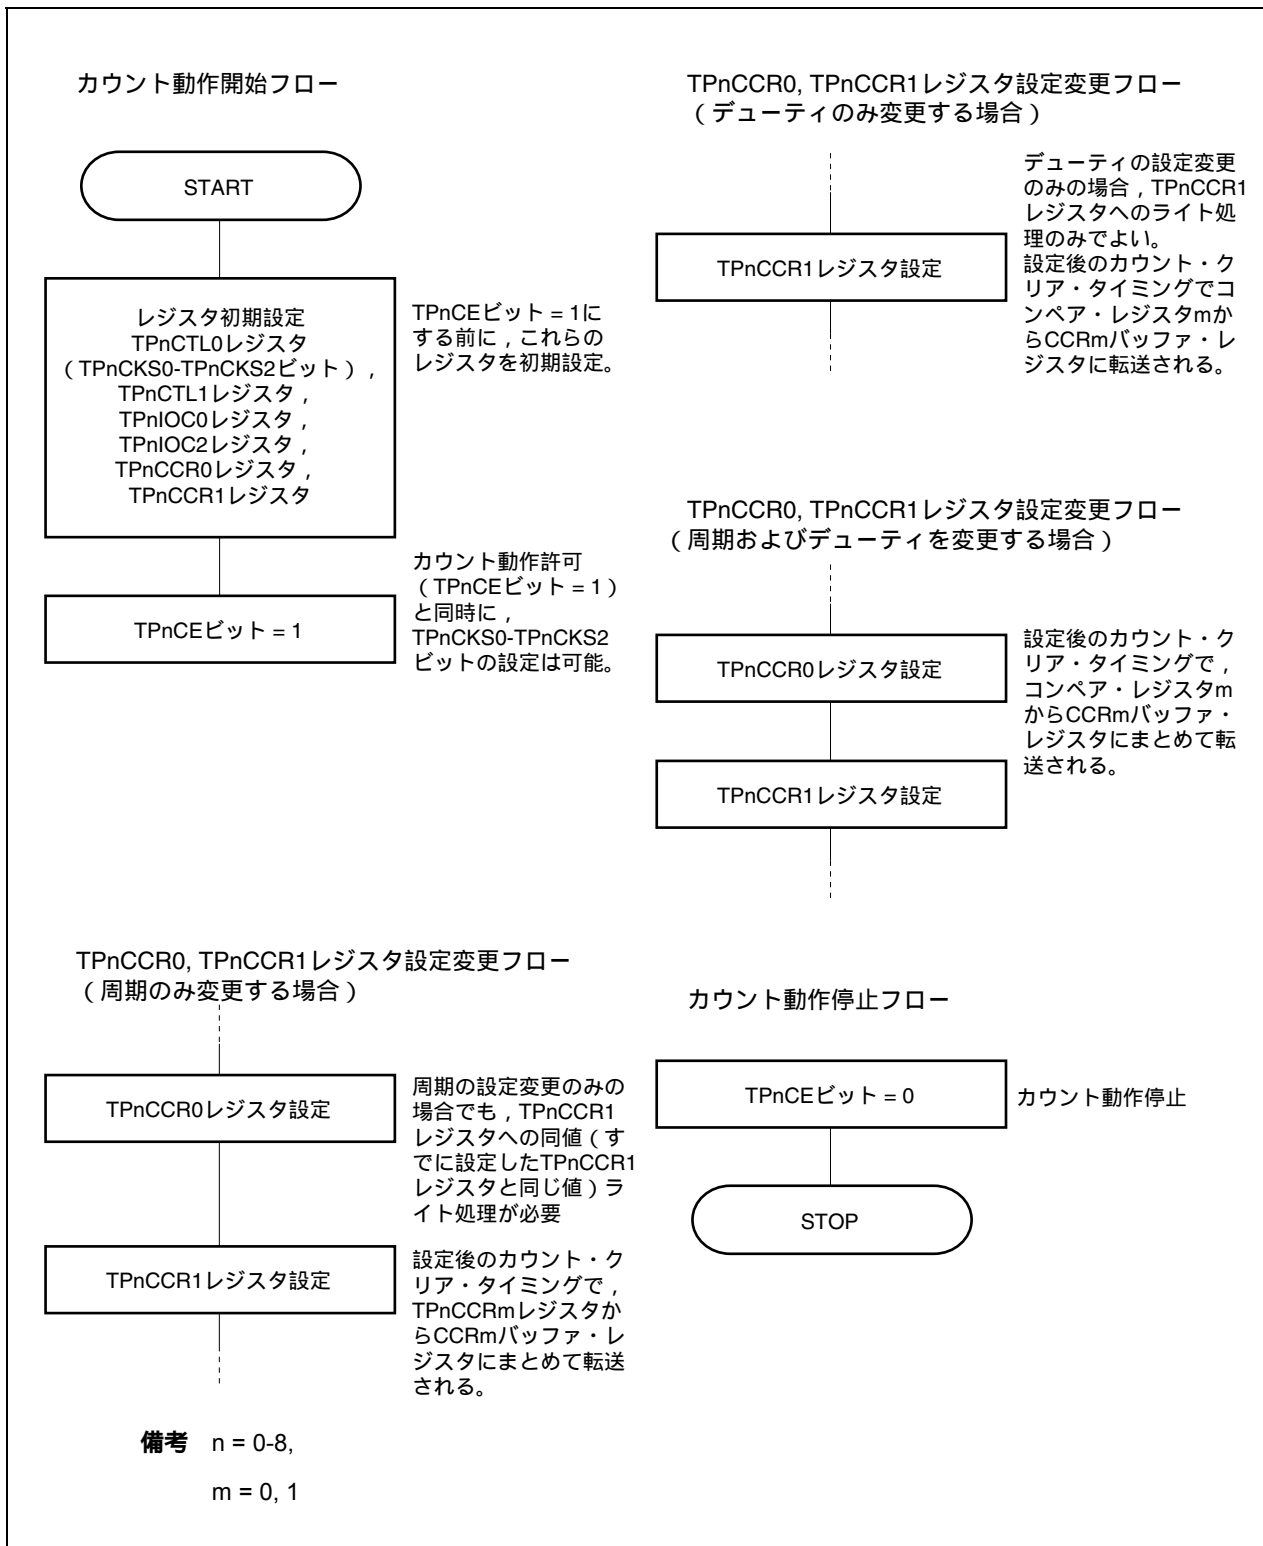 カウント動作開始フロー
START
レジスタ初期設定
TPnCTL0レジスタ
（TPnCKS0-TPnCKS2ビット），
TPnCTL1レジスタ，
TPnIOC0レジスタ，
TPnIOC2レジスタ，
TPnCCR0レジスタ，
TPnCCR1レジスタ
TPnCEビット = 1に
する前に，これらの
レジスタを初期設定。
TPnCEビット = 1
カウント動作許可
（TPnCEビット = 1）
と同時に，
TPnCKS0-TPnCKS2
ビットの設定は可能。
TPnCCR0, TPnCCR1レジスタ設定変更フロー
（デューティのみ変更する場合）
TPnCCR1レジスタ設定
デューティの設定変更
のみの場合，TPnCCR1
レジスタへのライト処
理のみでよい。
設定後のカウント・ク
リア・タイミングでコ
ンペア・レジスタmか
らCCRmバッファ・レ
ジスタに転送される。
TPnCCR0, TPnCCR1レジスタ設定変更フロー
（周期およびデューティを変更する場合）
TPnCCR0レジスタ設定
TPnCCR1レジスタ設定
設定後のカウント・ク
リア・タイミングで，
コンペア・レジスタm
からCCRmバッファ・
レジスタにまとめて転
送される。
TPnCCR0, TPnCCR1レジスタ設定変更フロー
（周期のみ変更する場合）
TPnCCR0レジスタ設定
周期の設定変更のみの
場合でも，TPnCCR1
レジスタへの同値（す
でに設定したTPnCCR1
レジスタと同じ値）ラ
イト処理が必要
TPnCCR1レジスタ設定
設定後のカウント・ク
リア・タイミングで，
TPnCCRmレジスタか
らCCRmバッファ・レ
ジスタにまとめて転送
される。
カウント動作停止フロー
TPnCEビット = 0
カウント動作停止
STOP
備考 n = 0-8,
m = 0, 1